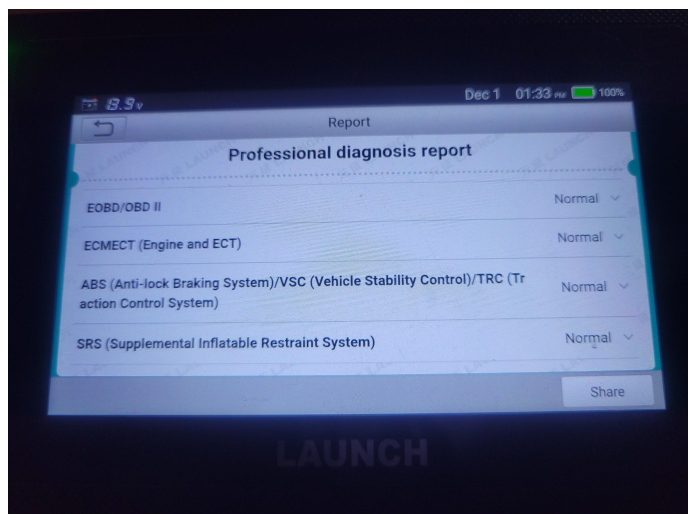 8.9v Dec 1 01:33 PM 100%
Report
Professional diagnosis report
EOBD/OBD II Normal
ECMECT (Engine and ECT) Normal
ABS (Anti-lock Braking System)/VSC (Vehicle Stability Control)/TRC (Tr
action Control System) Normal
SRS (Supplemental Inflatable Restraint System) Normal
Share
LAUNCH